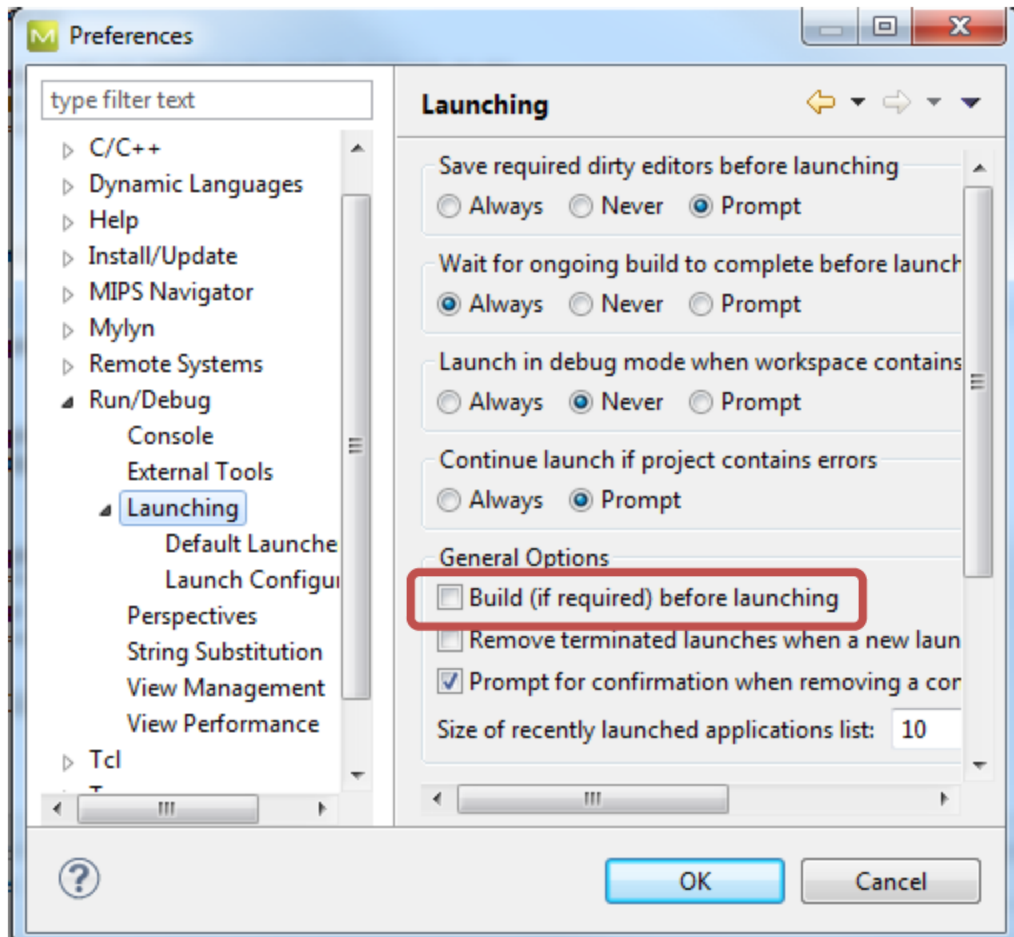 Preferences
type filter text
C/C++
Dynamic Languages
Help
Install/Update
MIPS Navigator
Mylyn
Remote Systems
Run/Debug
Console
External Tools
Launching
Default Launche
Launch Configu
Perspectives
String Substitution
View Management
View Performance
Tcl
Launching
Save required dirty editors before launching
Always Never Prompt
Wait for ongoing build to complete before launch
Always Never Prompt
Launch in debug mode when workspace contains
Always Never Prompt
Continue launch if project contains errors
Always Prompt
General Options
Build (if required) before launching
Remove terminated launches when a new laun
Prompt for confirmation when removing a con
Size of recently launched applications list: 10
? OK Cancel